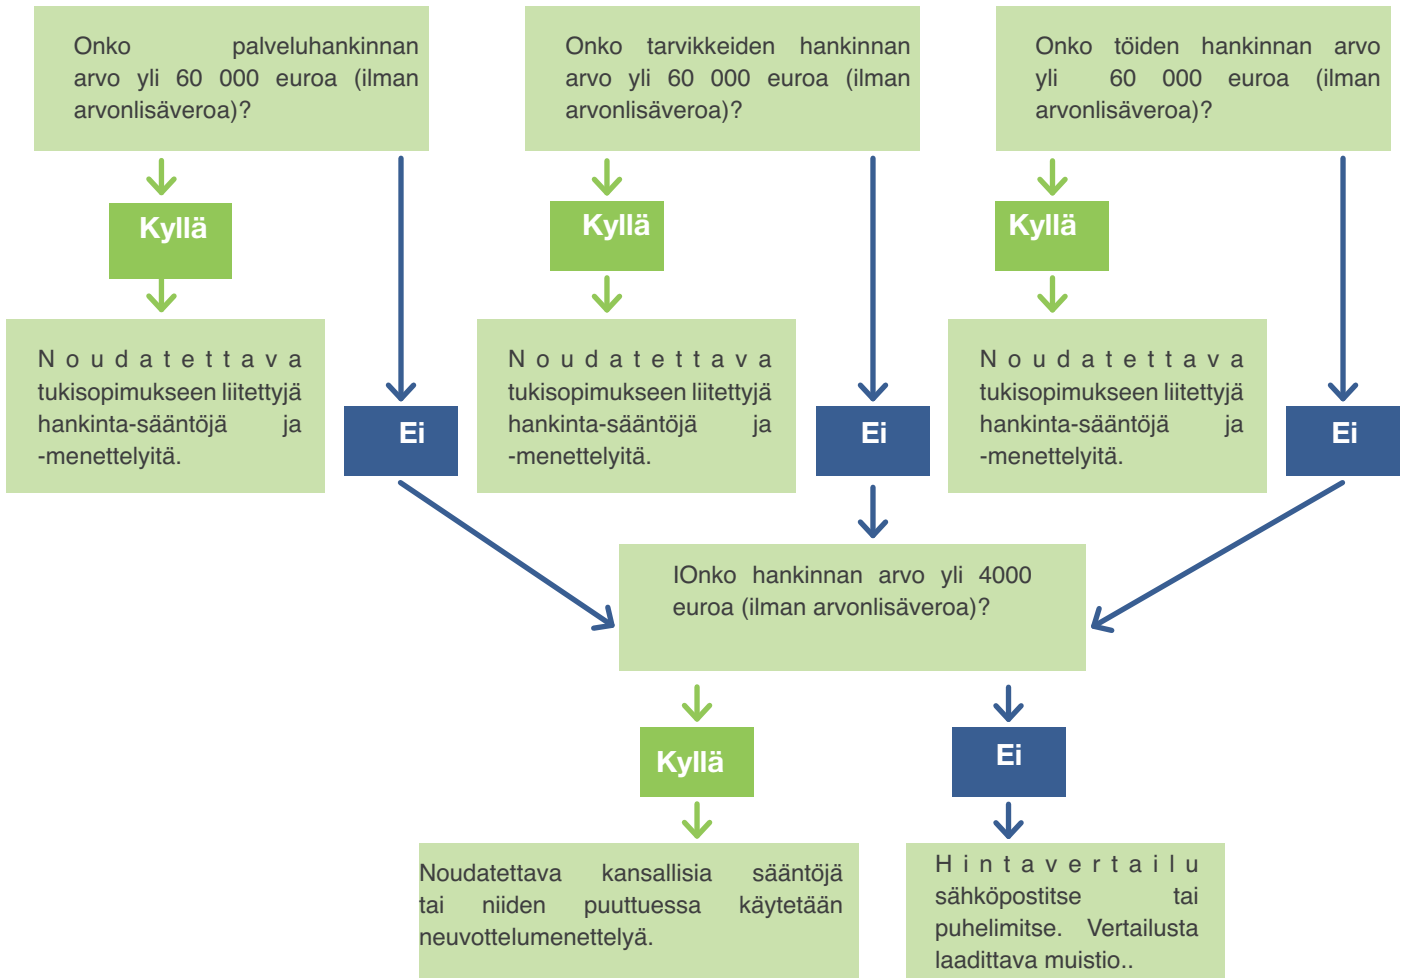 Onko palveluhankinnan
arvo yli 60 000 euroa (ilman
arvonlisäveroa)?
Onko tarvikkeiden hankinnan
arvo yli 60 000 euroa (ilman
arvonlisäveroa)?
Onko töiden hankinnan arvo
yli 60 000 euroa (ilman
arvonlisäveroa)?
Kyllä
Kyllä
Kyllä
Noudatettava
tukisopimukseen liitettyjä
hankinta-sääntöjä ja
-menettelyitä.
Ei
Noudatettava
tukisopimukseen liitettyjä
hankinta-sääntöjä ja
-menettelyitä.
Ei
Noudatettava
tukisopimukseen liitettyjä
hankinta-sääntöjä ja
-menettelyitä.
Ei
IOnko hankinnan arvo yli 4000
euroa (ilman arvonlisäveroa)?
Kyllä
Ei
Noudatettava kansallisia sääntöjä
tai niiden puuttuessa käytetään
neuvottelumenettelyä.
Hintavertailu
sähköpostitse tai
puhelimitse. Vertailusta
laadittava muistio..